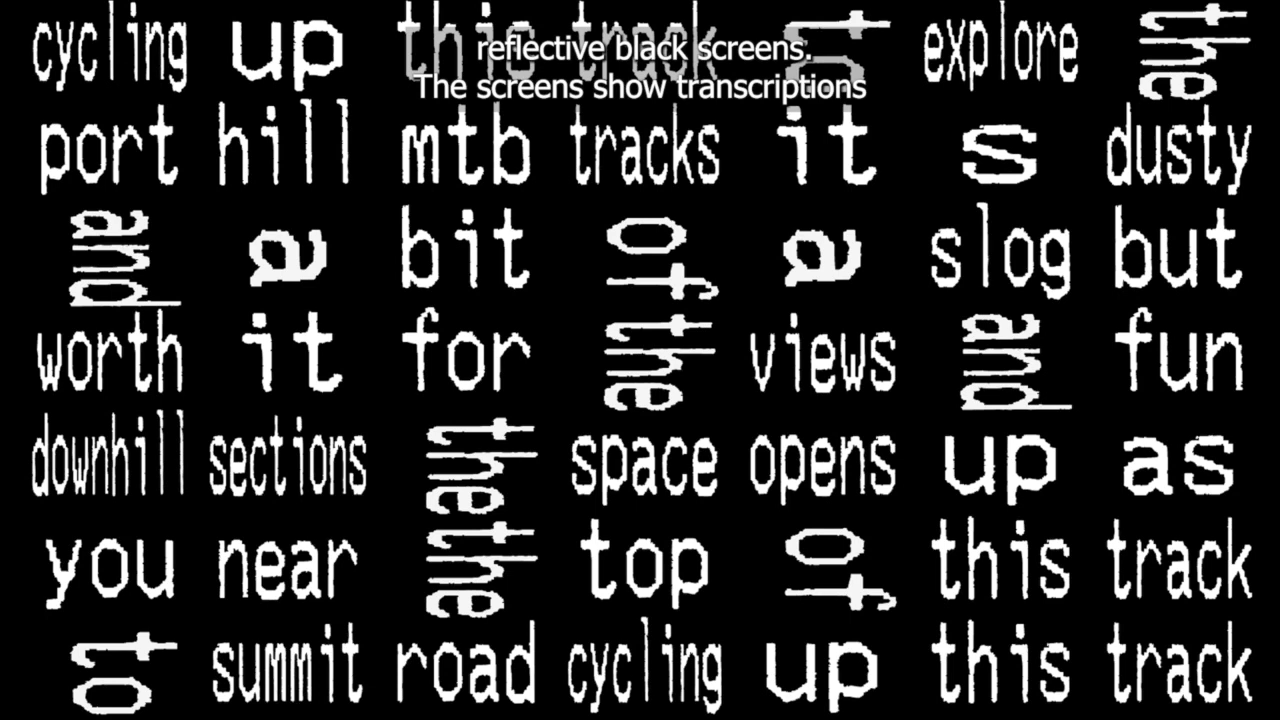 cycling up this track to explore the
reflective black screens.
The screens show transcriptions
port hill mtb tracks it s dusty
and a bit of a slog but
worth it for the views and fun
downhill sections the space opens up as
you near the top of this track
to summit road cycling up this track